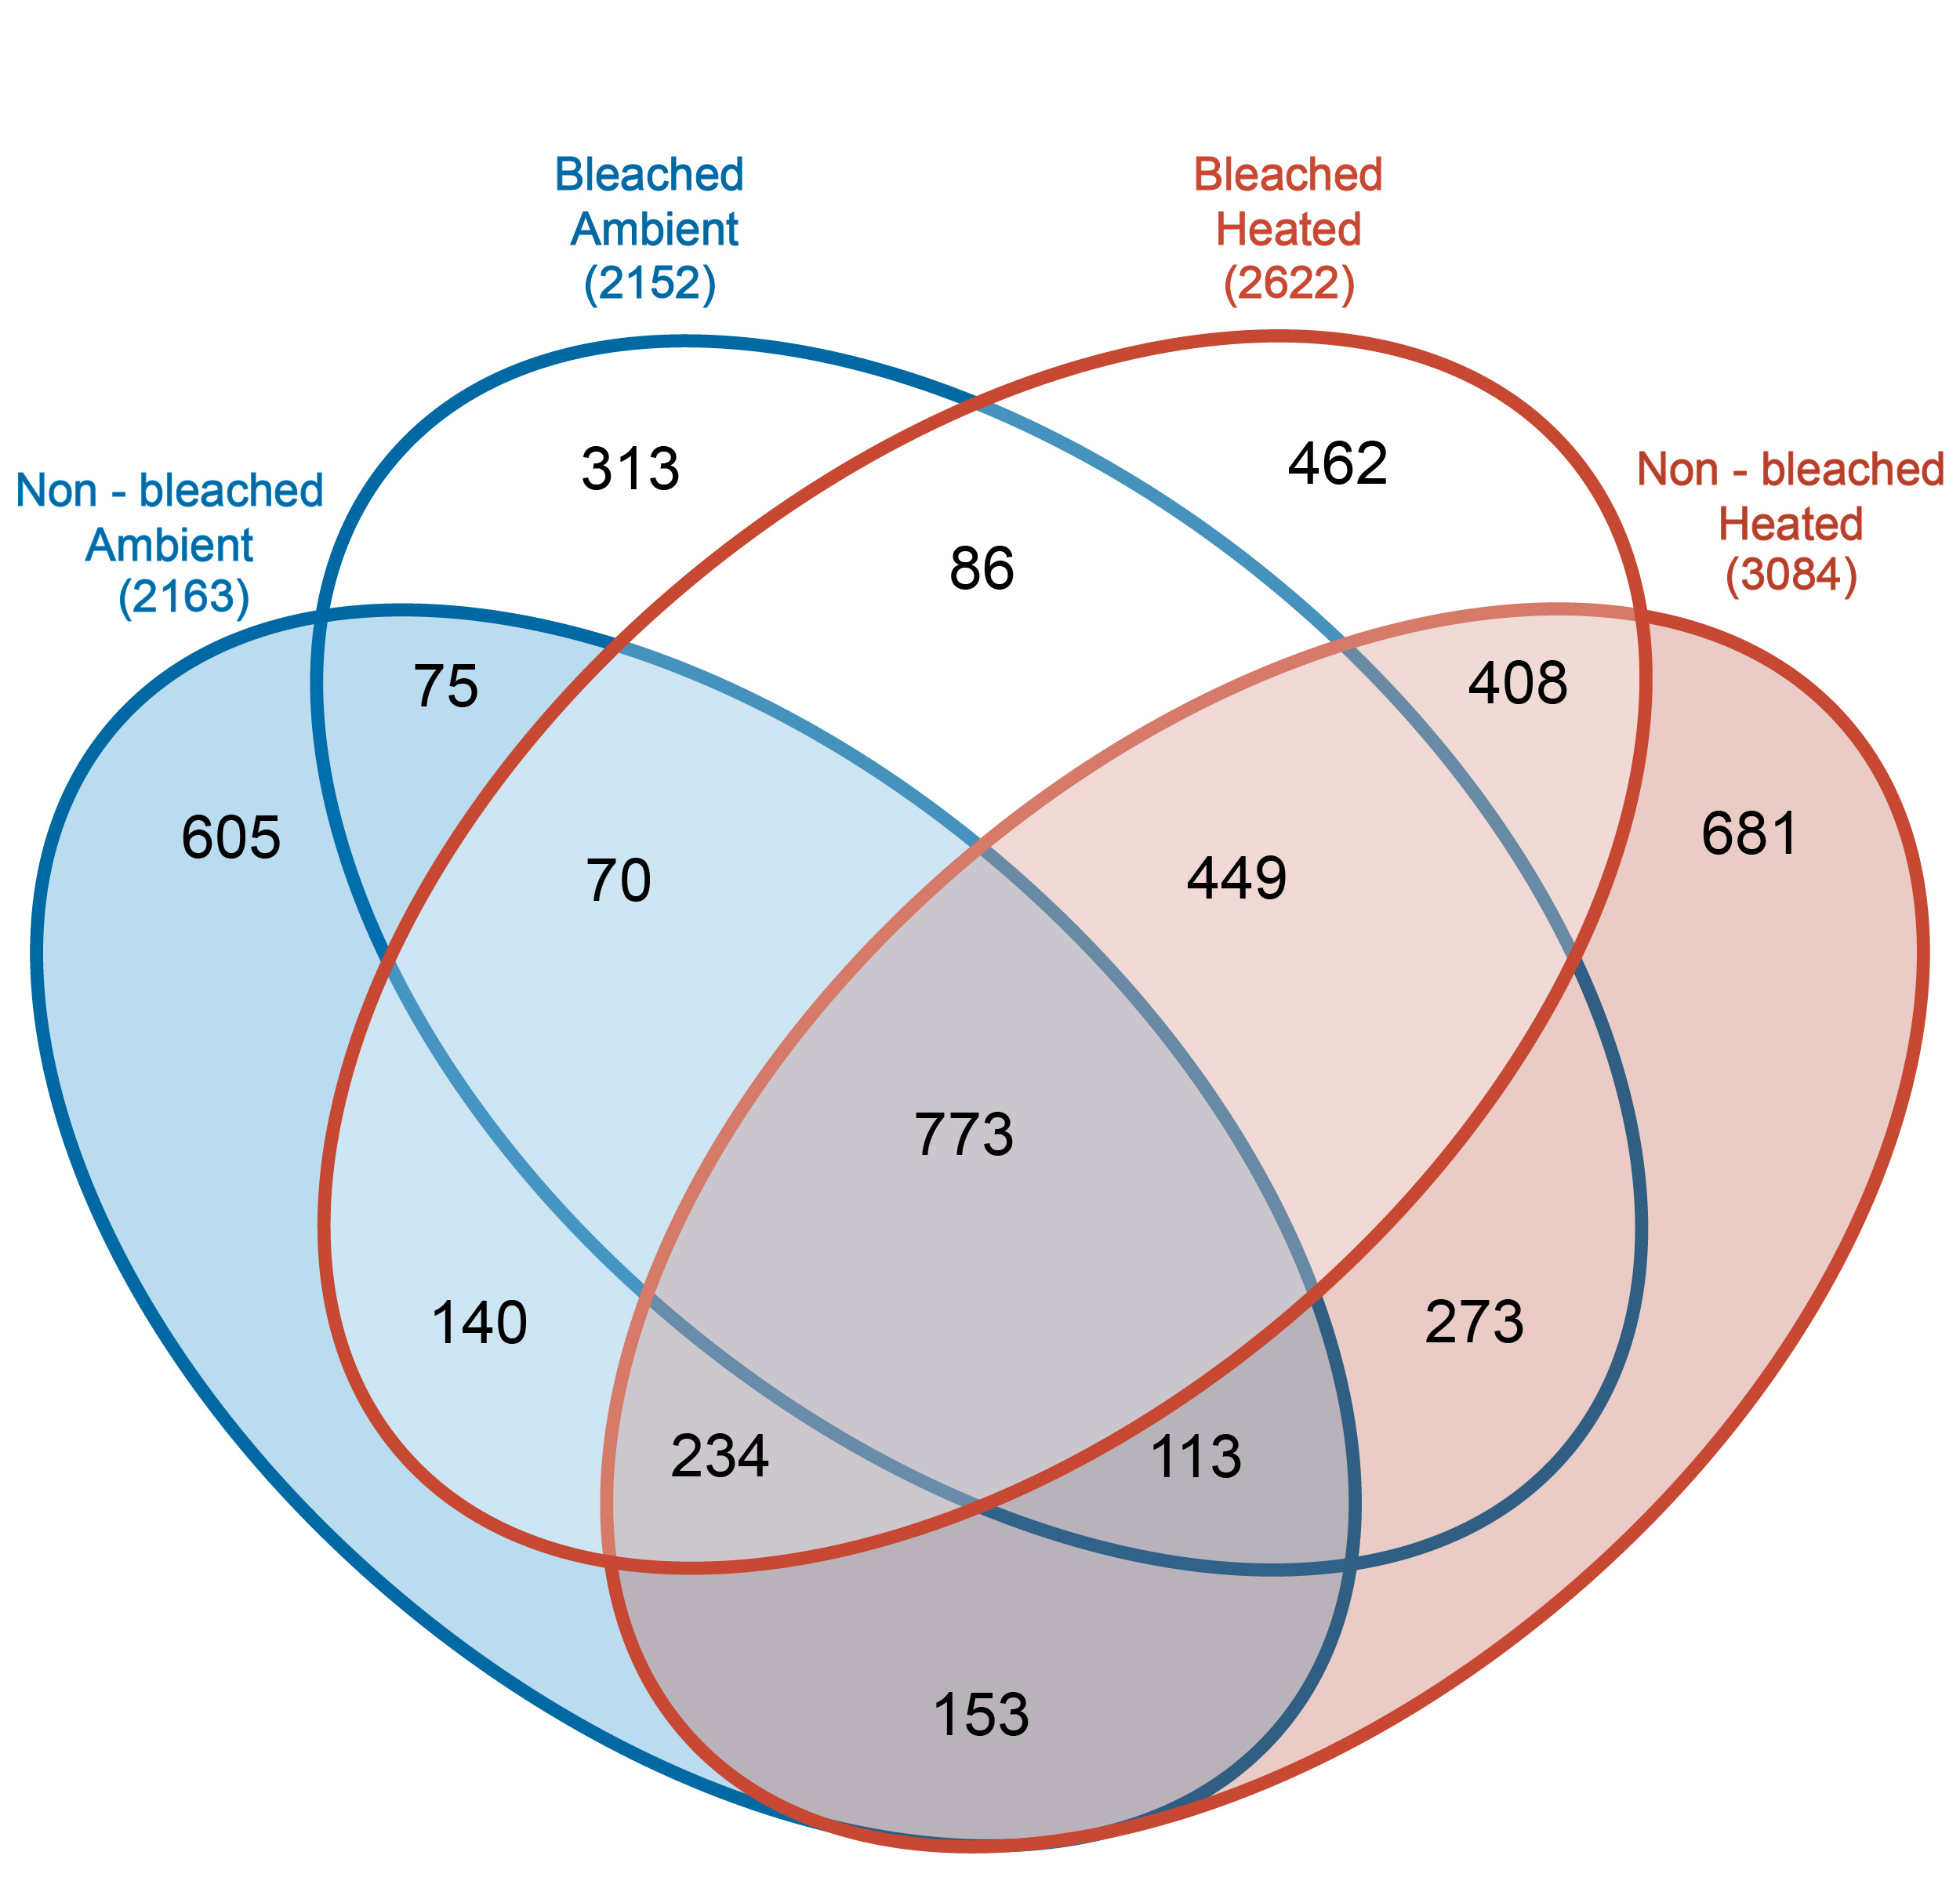 Bleached
Ambient
(2152)
Bleached
Heated
(2622)
Non - bleached
Ambient
(2163)
Non - bleached
Heated
(3084)
313
462
86
75
408
605
681
70
449
773
140
273
234
113
153